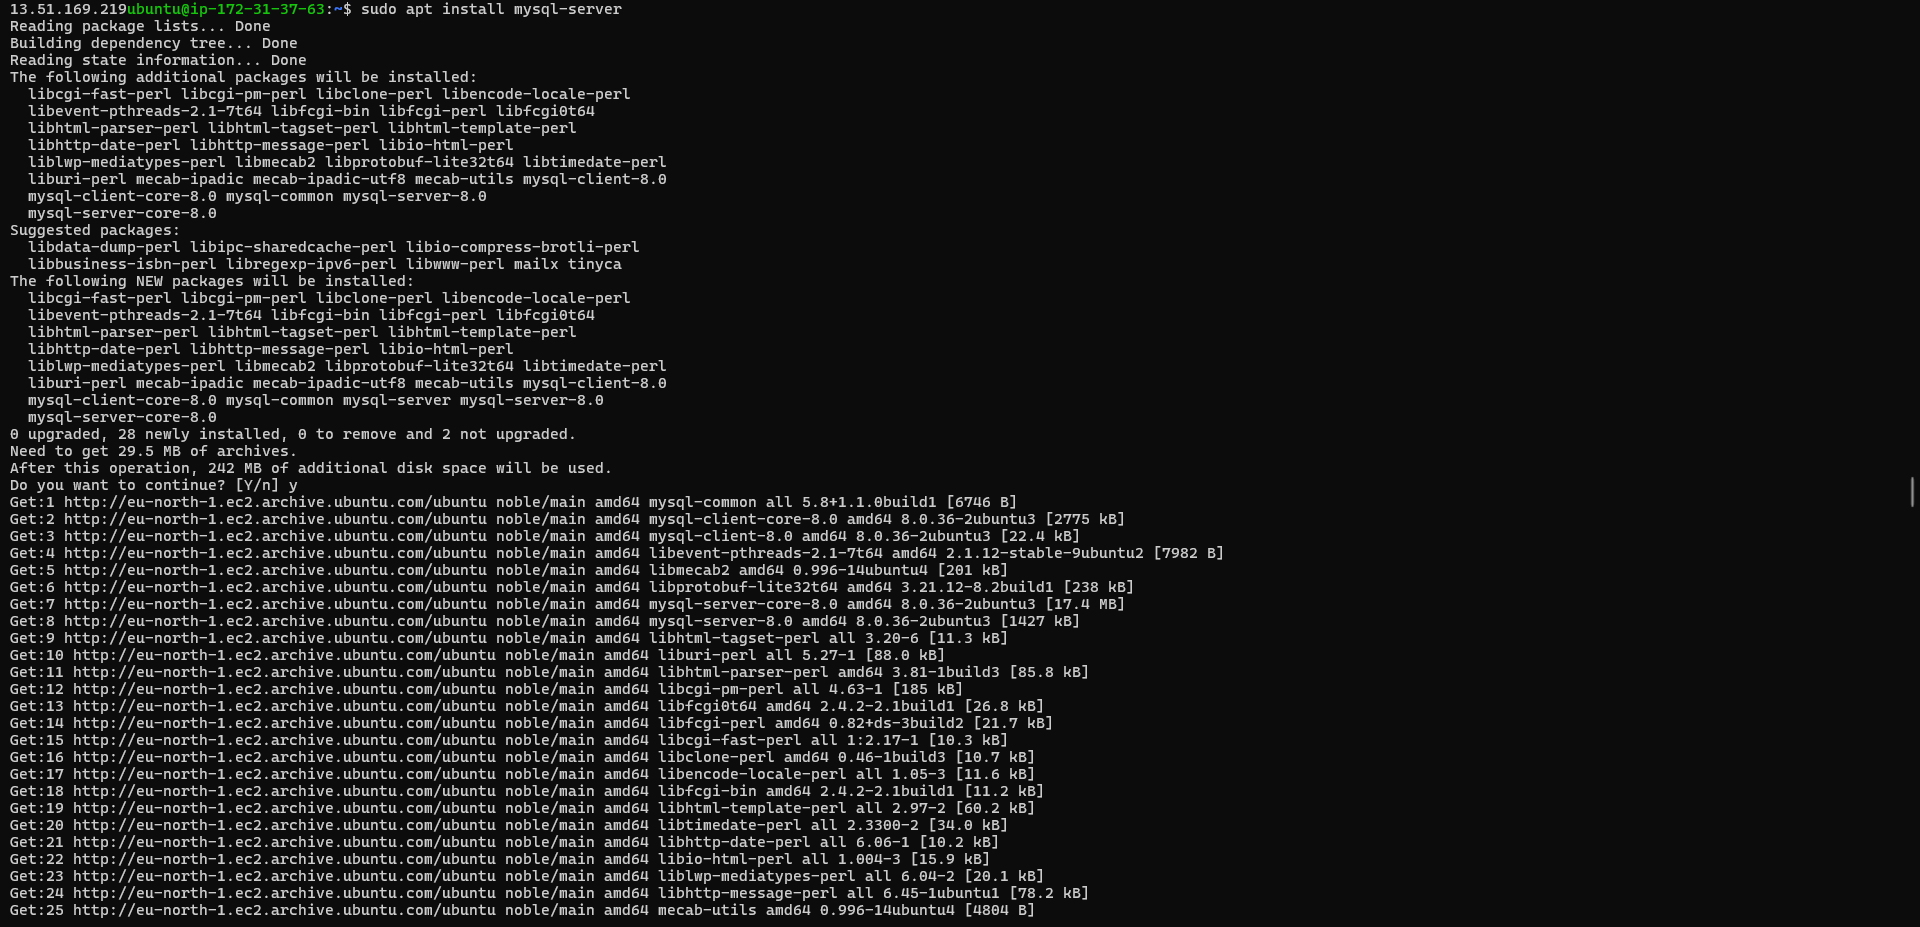 13.51.169.219ubuntu@ip-172-31-37-63:~$ sudo apt install mysql-server
Reading package lists... Done
Building dependency tree... Done
Reading state information... Done
The following additional packages will be installed:
  libcgi-fast-perl libcgi-pm-perl libclone-perl libencode-locale-perl
  libevent-pthreads-2.1-7t64 libfcgi-bin libfcgi-perl libfcgi0t64
  libhtml-parser-perl libhtml-tagset-perl libhtml-template-perl
  libhttp-date-perl libhttp-message-perl libio-html-perl
  liblwp-mediatypes-perl libmecab2 libprotobuf-lite32t64 libtimedate-perl
  liburi-perl mecab-ipadic mecab-ipadic-utf8 mecab-utils mysql-client-8.0
  mysql-client-core-8.0 mysql-common mysql-server-8.0
  mysql-server-core-8.0
Suggested packages:
  libdata-dump-perl libipc-sharedcache-perl libio-compress-brotli-perl
  libbusiness-isbn-perl libregexp-ipv6-perl libwww-perl mailx tinyca
The following NEW packages will be installed:
  libcgi-fast-perl libcgi-pm-perl libclone-perl libencode-locale-perl
  libevent-pthreads-2.1-7t64 libfcgi-bin libfcgi-perl libfcgi0t64
  libhtml-parser-perl libhtml-tagset-perl libhtml-template-perl
  libhttp-date-perl libhttp-message-perl libio-html-perl
  liblwp-mediatypes-perl libmecab2 libprotobuf-lite32t64 libtimedate-perl
  liburi-perl mecab-ipadic mecab-ipadic-utf8 mecab-utils mysql-client-8.0
  mysql-client-core-8.0 mysql-common mysql-server mysql-server-8.0
  mysql-server-core-8.0
0 upgraded, 28 newly installed, 0 to remove and 2 not upgraded.
Need to get 29.5 MB of archives.
After this operation, 242 MB of additional disk space will be used.
Do you want to continue? [Y/n] y
Get:1 http://eu-north-1.ec2.archive.ubuntu.com/ubuntu noble/main amd64 mysql-common all 5.8+1.1.0build1 [6746 B]
Get:2 http://eu-north-1.ec2.archive.ubuntu.com/ubuntu noble/main amd64 mysql-client-core-8.0 amd64 8.0.36-2ubuntu3 [2775 kB]
Get:3 http://eu-north-1.ec2.archive.ubuntu.com/ubuntu noble/main amd64 mysql-client-8.0 amd64 8.0.36-2ubuntu3 [22.4 kB]
Get:4 http://eu-north-1.ec2.archive.ubuntu.com/ubuntu noble/main amd64 libevent-pthreads-2.1-7t64 amd64 2.1.12-stable-9ubuntu2 [7982 B]
Get:5 http://eu-north-1.ec2.archive.ubuntu.com/ubuntu noble/main amd64 libmecab2 amd64 0.996-14ubuntu4 [201 kB]
Get:6 http://eu-north-1.ec2.archive.ubuntu.com/ubuntu noble/main amd64 libprotobuf-lite32t64 amd64 3.21.12-8.2build1 [238 kB]
Get:7 http://eu-north-1.ec2.archive.ubuntu.com/ubuntu noble/main amd64 mysql-server-core-8.0 amd64 8.0.36-2ubuntu3 [17.4 MB]
Get:8 http://eu-north-1.ec2.archive.ubuntu.com/ubuntu noble/main amd64 mysql-server-8.0 amd64 8.0.36-2ubuntu3 [1427 kB]
Get:9 http://eu-north-1.ec2.archive.ubuntu.com/ubuntu noble/main amd64 libhtml-tagset-perl all 3.20-6 [11.3 kB]
Get:10 http://eu-north-1.ec2.archive.ubuntu.com/ubuntu noble/main amd64 liburi-perl all 5.27-1 [88.0 kB]
Get:11 http://eu-north-1.ec2.archive.ubuntu.com/ubuntu noble/main amd64 libhtml-parser-perl amd64 3.81-1build3 [85.8 kB]
Get:12 http://eu-north-1.ec2.archive.ubuntu.com/ubuntu noble/main amd64 libcgi-pm-perl all 4.63-1 [185 kB]
Get:13 http://eu-north-1.ec2.archive.ubuntu.com/ubuntu noble/main amd64 libfcgi0t64 amd64 2.4.2-2.1build1 [26.8 kB]
Get:14 http://eu-north-1.ec2.archive.ubuntu.com/ubuntu noble/main amd64 libfcgi-perl amd64 0.82+ds-3build2 [21.7 kB]
Get:15 http://eu-north-1.ec2.archive.ubuntu.com/ubuntu noble/main amd64 libcgi-fast-perl all 1:2.17-1 [10.3 kB]
Get:16 http://eu-north-1.ec2.archive.ubuntu.com/ubuntu noble/main amd64 libclone-perl amd64 0.46-1build3 [10.7 kB]
Get:17 http://eu-north-1.ec2.archive.ubuntu.com/ubuntu noble/main amd64 libencode-locale-perl all 1.05-3 [11.6 kB]
Get:18 http://eu-north-1.ec2.archive.ubuntu.com/ubuntu noble/main amd64 libfcgi-bin amd64 2.4.2-2.1build1 [11.2 kB]
Get:19 http://eu-north-1.ec2.archive.ubuntu.com/ubuntu noble/main amd64 libhtml-template-perl all 2.97-2 [60.2 kB]
Get:20 http://eu-north-1.ec2.archive.ubuntu.com/ubuntu noble/main amd64 libtimedate-perl all 2.3300-2 [34.0 kB]
Get:21 http://eu-north-1.ec2.archive.ubuntu.com/ubuntu noble/main amd64 libhttp-date-perl all 6.06-1 [10.2 kB]
Get:22 http://eu-north-1.ec2.archive.ubuntu.com/ubuntu noble/main amd64 libio-html-perl all 1.004-3 [15.9 kB]
Get:23 http://eu-north-1.ec2.archive.ubuntu.com/ubuntu noble/main amd64 liblwp-mediatypes-perl all 6.04-2 [20.1 kB]
Get:24 http://eu-north-1.ec2.archive.ubuntu.com/ubuntu noble/main amd64 libhttp-message-perl all 6.45-1ubuntu1 [78.2 kB]
Get:25 http://eu-north-1.ec2.archive.ubuntu.com/ubuntu noble/main amd64 mecab-utils amd64 0.996-14ubuntu4 [4804 B]